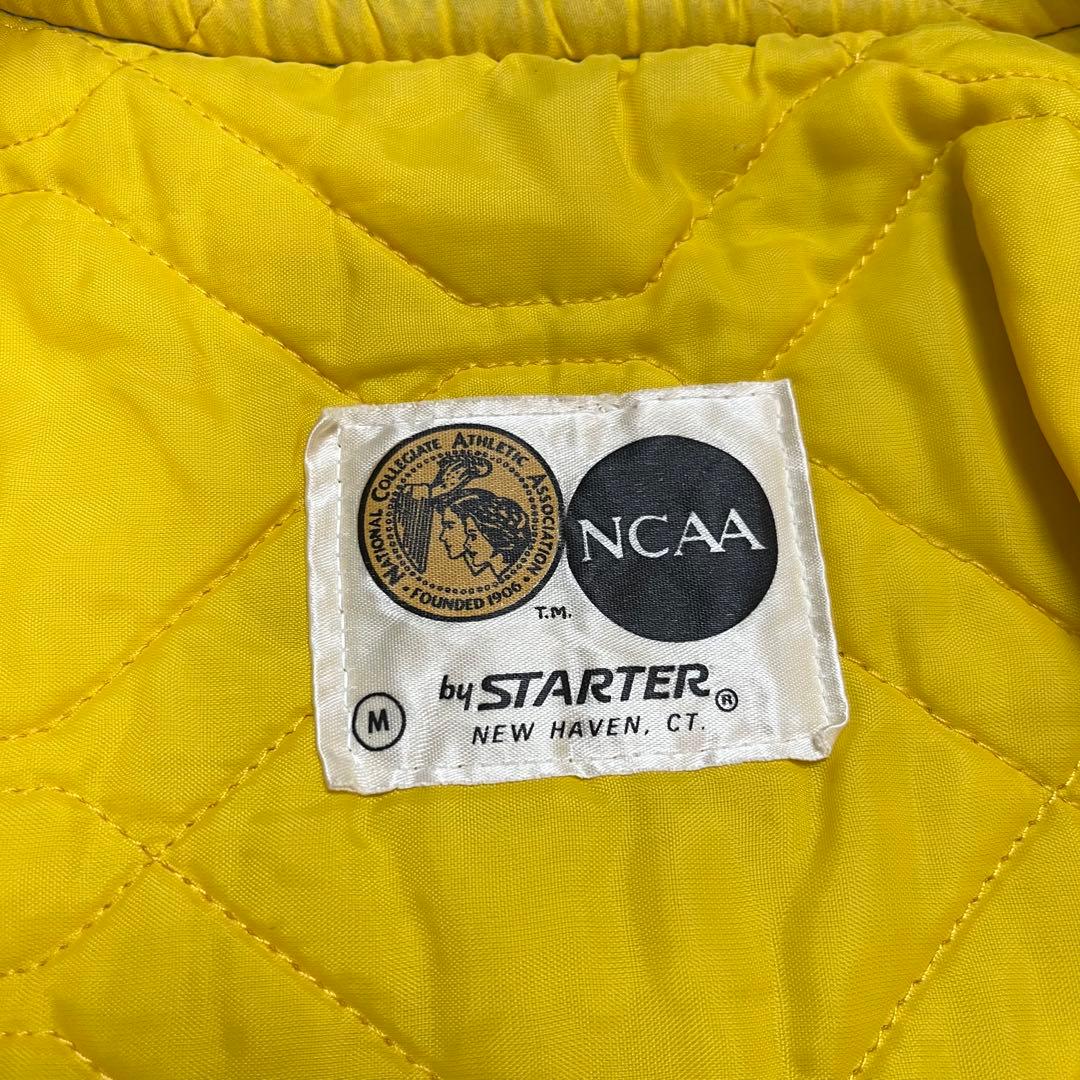 NATIONAL COLLEGIATE ATHLETIC ASSOCIATION
• FOUNDED 1906 •
T.M.
NCAA
M
by STARTER ®
NEW HAVEN, CT.